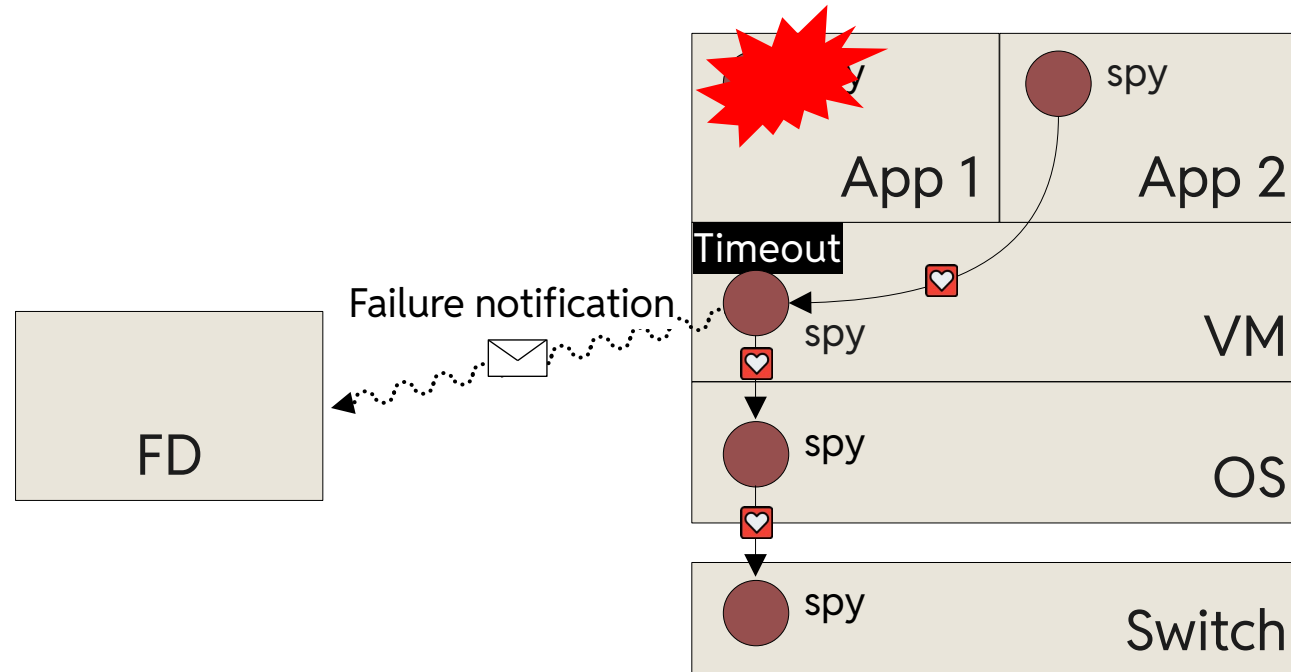 spy
App 1
App 2
Timeout
Failure notification
spy
VM
FD
spy
OS
spy
Switch